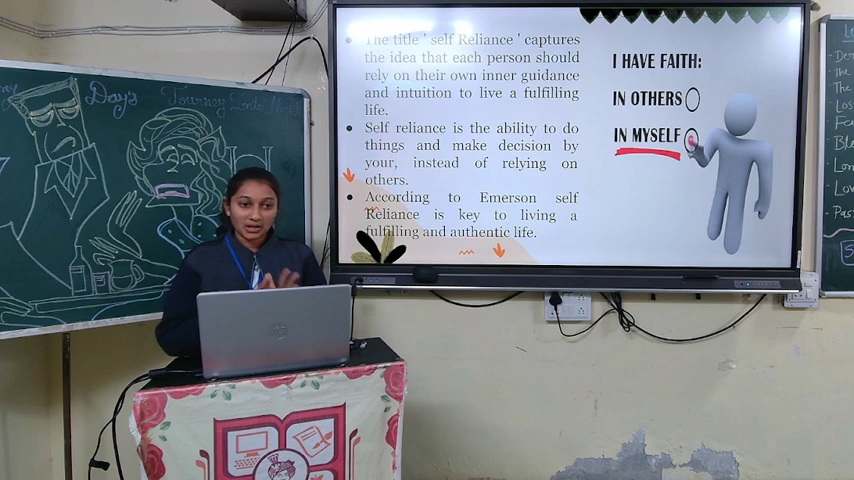 The title ' self Reliance ' captures
the idea that each person should
rely on their own inner guidance
and intuition to live a fulfilling
life.
Self reliance is the ability to do
things and make decision by
your, instead of relying on
others.
According to Emerson self
Reliance is key to living a
fulfilling and authentic life.
I HAVE FAITH:
IN OTHERS
IN MYSELF
Day's
hp